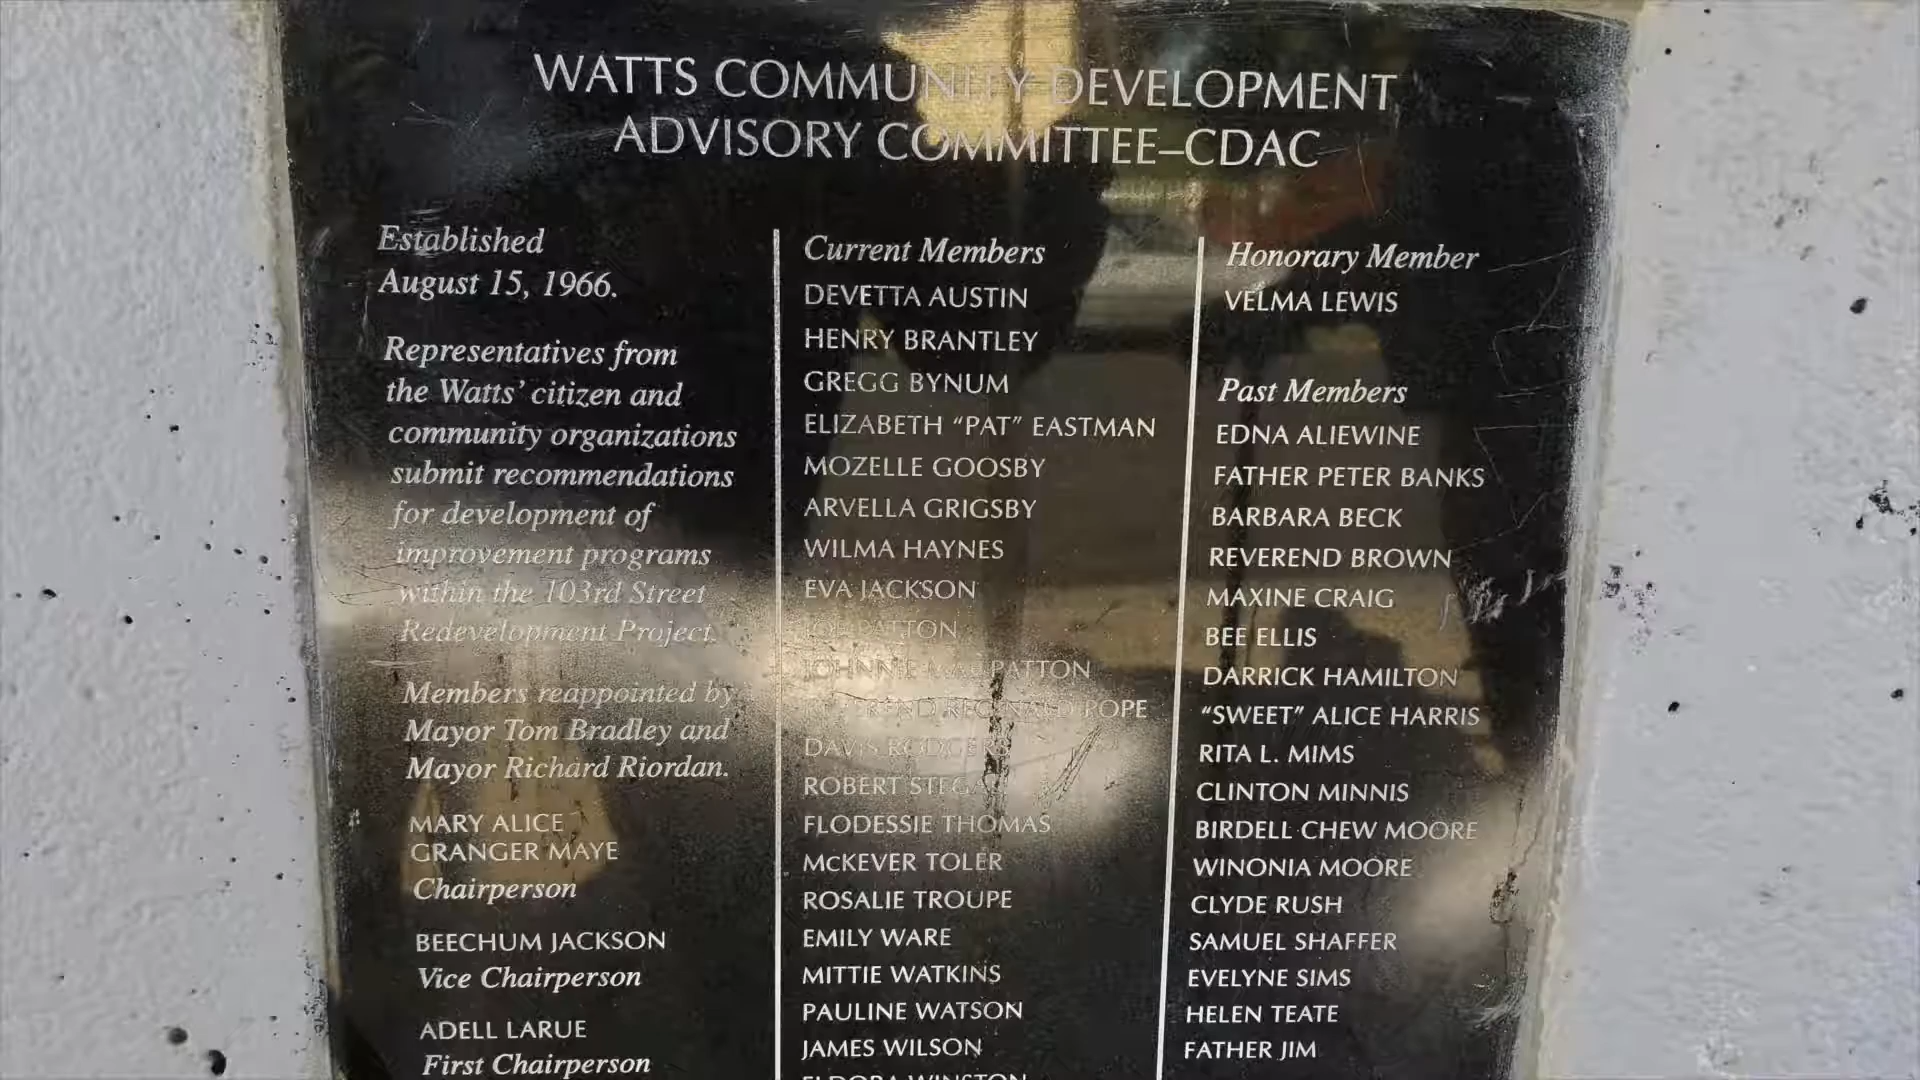 WATTS COMMUNITY DEVELOPMENT
ADVISORY COMMITTEE–CDAC
Established
August 15, 1966.
Representatives from
the Watts’ citizen and
community organizations
submit recommendations
for development of
improvement programs
within the 103rd Street
Redevelopment Project.
Members reappointed by
Mayor Tom Bradley and
Mayor Richard Riordan.
MARY ALICE
GRANGER MAYE
Chairperson
BEECHUM JACKSON
Vice Chairperson
ADELL LARUE
First Chairperson
Current Members
DEVETTA AUSTIN
HENRY BRANTLEY
GREGG BYNUM
ELIZABETH “PAT” EASTMAN
MOZELLE GOOSBY
ARVELLA GRIGSBY
WILMA HAYNES
EVA JACKSON
PATTON
JOHNNIE MAE PATTON
REVEREND REGINALD POPE
DAVIS RODGERS
ROBERT
FLODESSIE THOMAS
McKEVER TOLER
ROSALIE TROUPE
EMILY WARE
MITTIE WATKINS
PAULINE WATSON
JAMES WILSON
ELDORA WINSTON
Honorary Member
VELMA LEWIS
Past Members
EDNA ALIEWINE
FATHER PETER BANKS
BARBARA BECK
REVEREND BROWN
MAXINE CRAIG
BEE ELLIS
DARRICK HAMILTON
“SWEET” ALICE HARRIS
RITA L. MIMS
CLINTON MINNIS
BIRDELL CHEW MOORE
WINONIA MOORE
CLYDE RUSH
SAMUEL SHAFFER
EVELYNE SIMS
HELEN TEATE
FATHER JIM